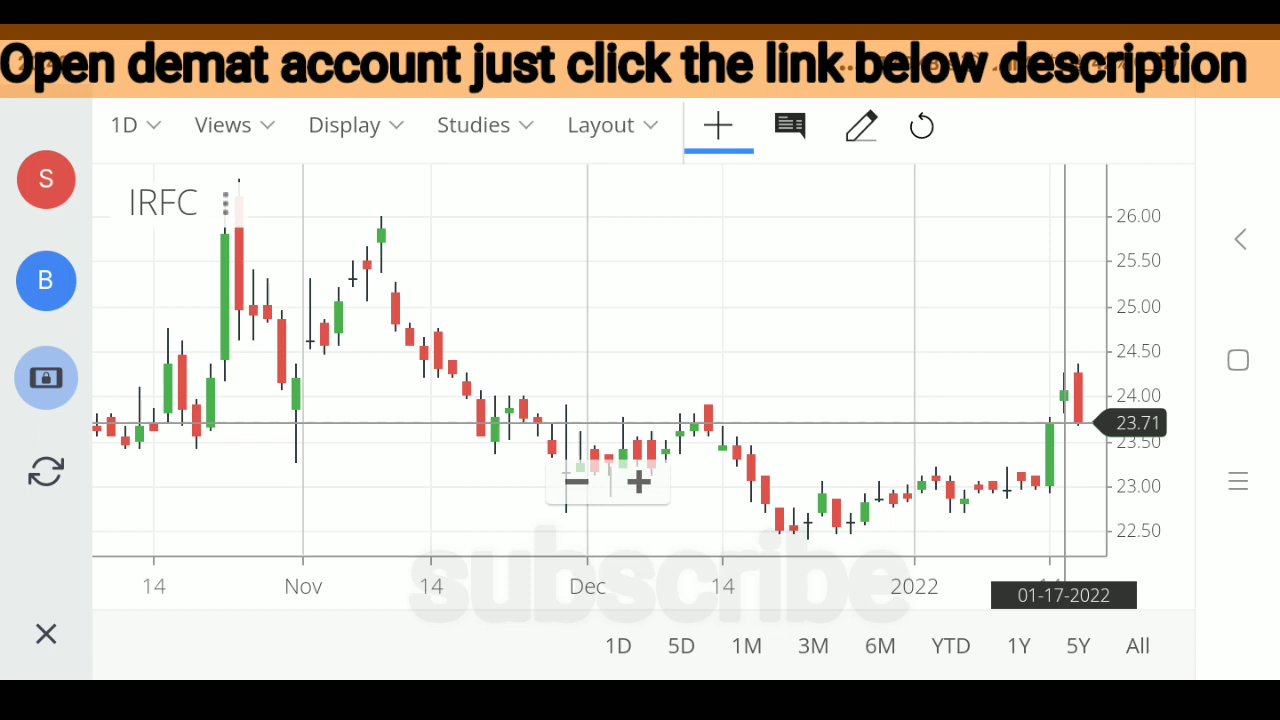 Open demat account just click the link below description
1D Views Display Studies Layout
S
IRFC
26.00
B
25.50
25.00
24.50
24.00
23.71
23.50
23.00
22.50
subscribe
14 Nov 14 Dec 14 2022 14
01-17-2022
1D 5D 1M 3M 6M YTD 1Y 5Y All